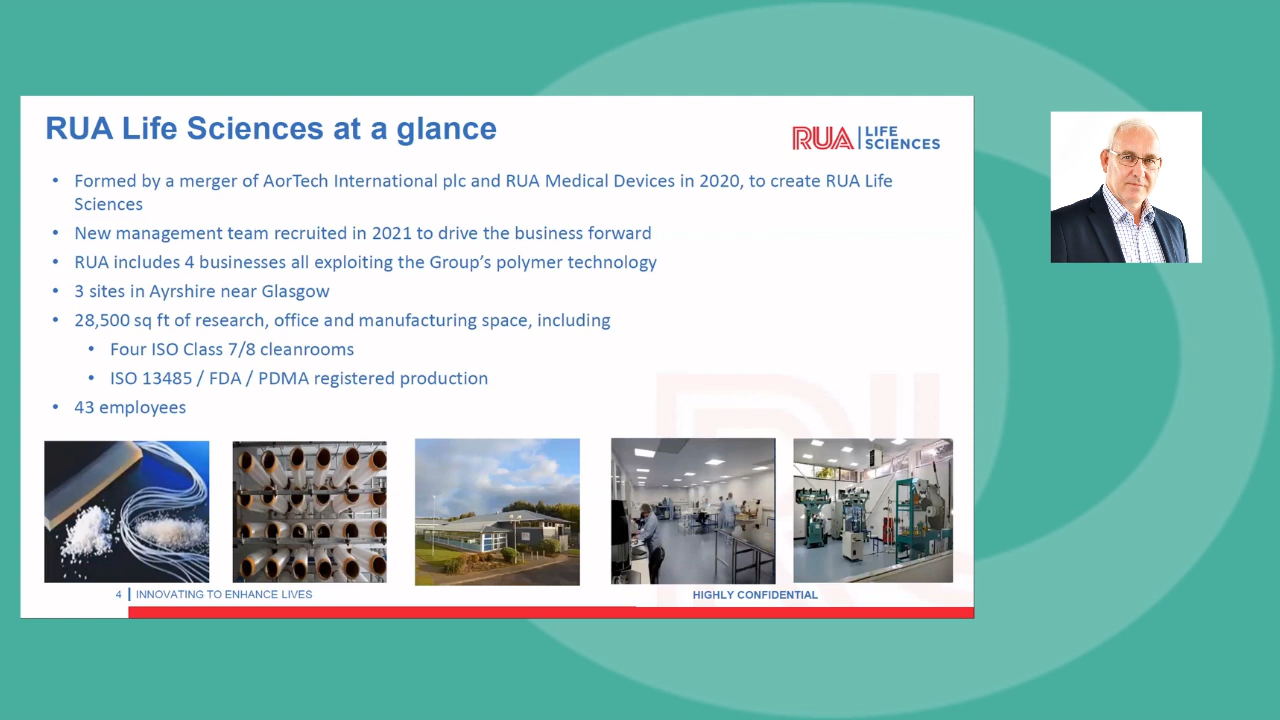 RUA Life Sciences at a glance
RUA | LIFE
SCIENCES
• Formed by a merger of AorTech International plc and RUA Medical Devices in 2020, to create RUA Life
Sciences
• New management team recruited in 2021 to drive the business forward
• RUA includes 4 businesses all exploiting the Group's polymer technology
• 3 sites in Ayrshire near Glasgow
• 28,500 sq ft of research, office and manufacturing space, including
• Four ISO Class 7/8 cleanrooms
• ISO 13485 / FDA / PDMA registered production
• 43 employees
4 | INNOVATING TO ENHANCE LIVES
HIGHLY CONFIDENTIAL